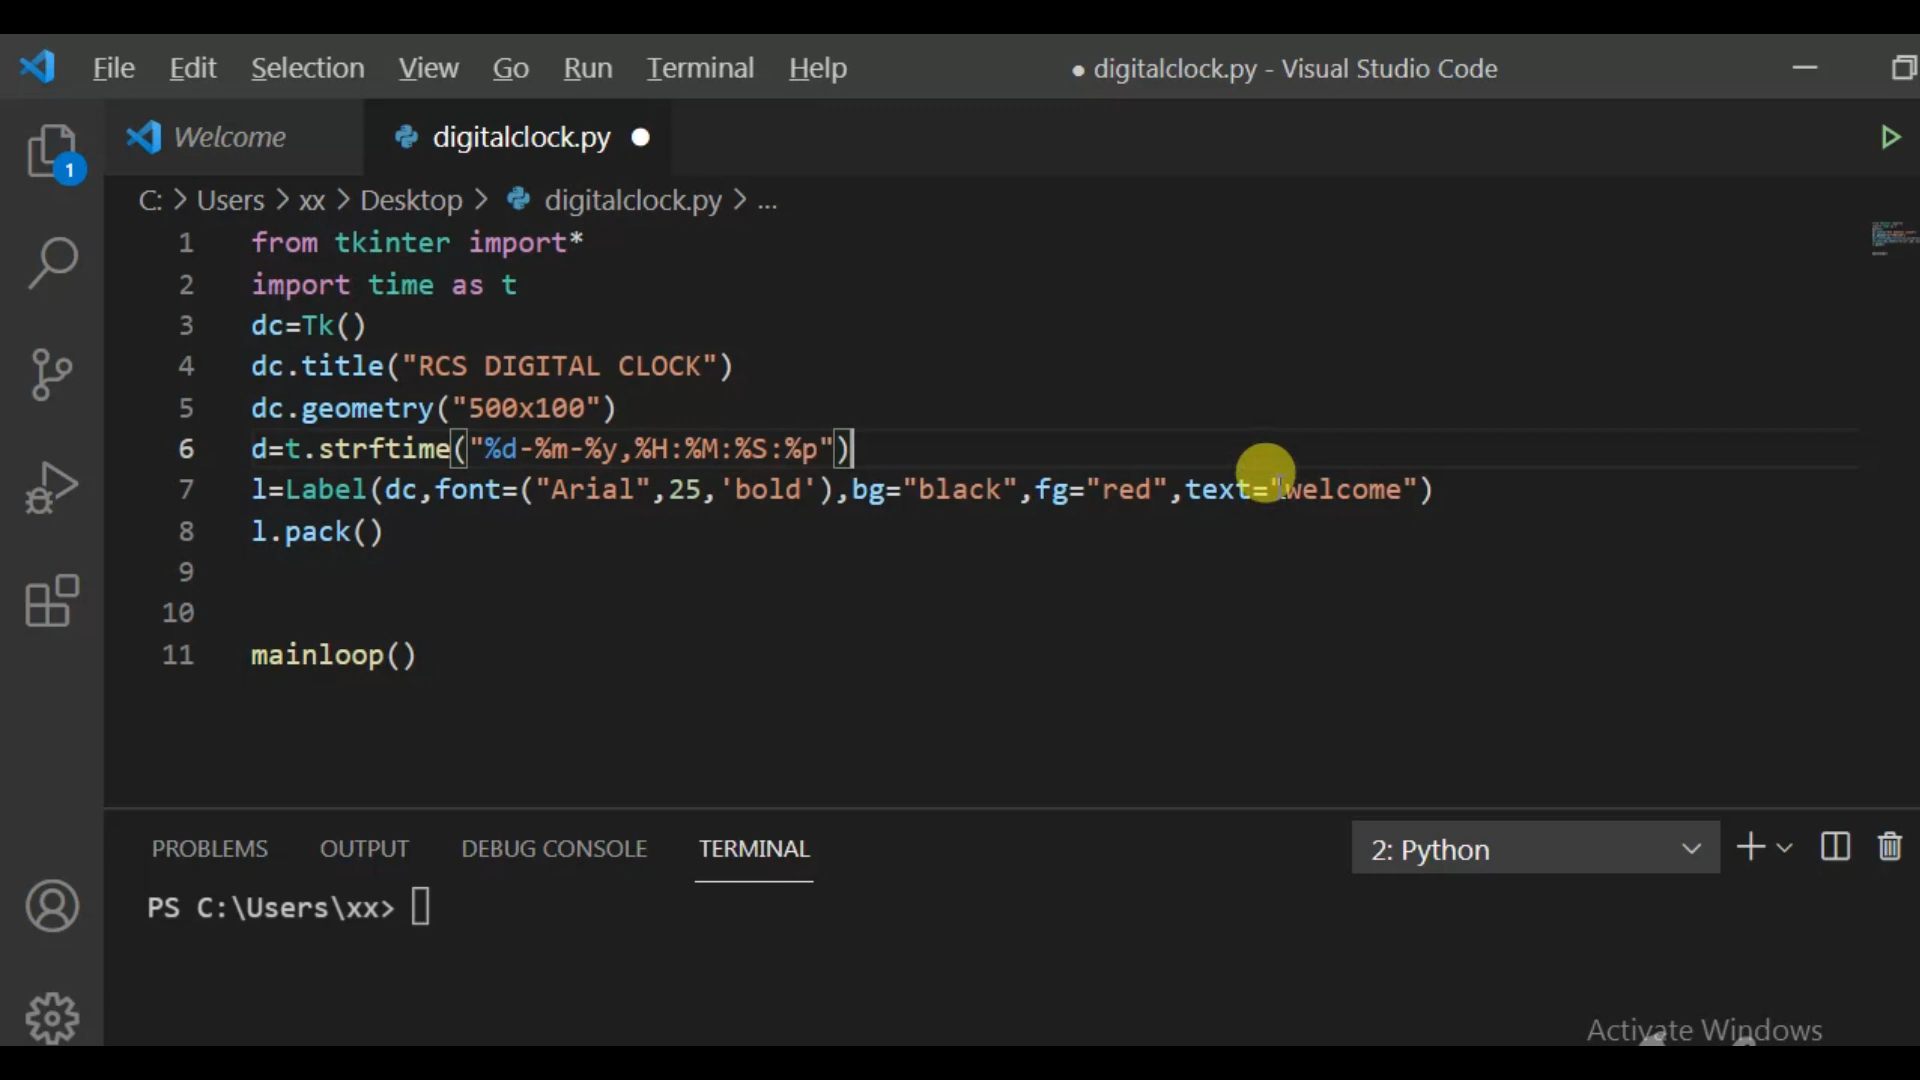 File Edit Selection View Go Run Terminal Help ● digitalclock.py - Visual Studio Code
Welcome digitalclock.py
1
C: > Users > xx > Desktop > digitalclock.py > ...
1 from tkinter import*
2 import time as t
3 dc=Tk()
4 dc.title("RCS DIGITAL CLOCK")
5 dc.geometry("500x100")
6 d=t.strftime("%d-%m-%y,%H:%M:%S:%p")
7 l=Label(dc,font=("Arial",25,'bold'),bg="black",fg="red",text="welcome")
8 l.pack()
9
10
11 mainloop()
PROBLEMS OUTPUT DEBUG CONSOLE TERMINAL 2: Python
PS C:\Users\xx>
Activate Windows